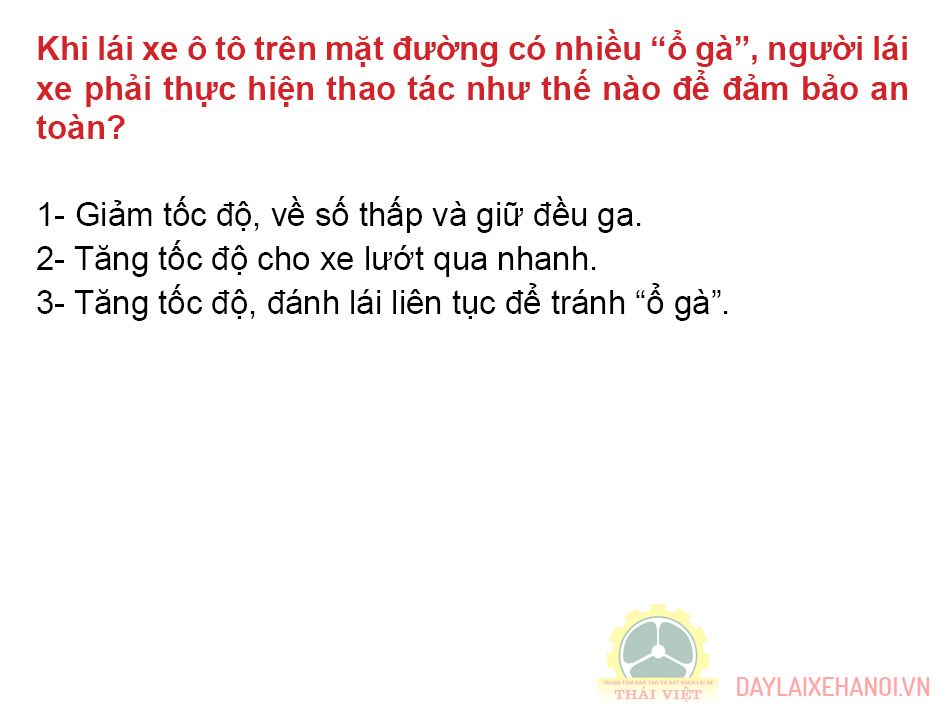 Khi lái xe ô tô trên mặt đường có nhiều “ổ gà”, người lái
xe phải thực hiện thao tác như thế nào để đảm bảo an
toàn?
1- Giảm tốc độ, về số thấp và giữ đều ga.
2- Tăng tốc độ cho xe lướt qua nhanh.
3- Tăng tốc độ, đánh lái liên tục để tránh “ổ gà”.
TRUNG TÂM ĐÀO TẠO VÀ SÁT HẠCH LÁI XE
THÁI VIỆT
DAYLAIXEHANOI.VN